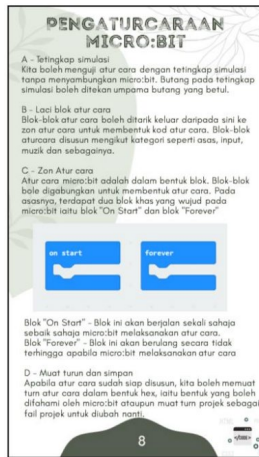 PENGATURCARAAN
MICRO:BIT
A - Tetingkap simulasi
Kita boleh menguji atur cara dengan tetingkap simulasi
tanpa menyambungkan micro:bit. Butang pada tetingkap
simulasi boleh ditekan umpama butang yang betul.
B - Laci blok atur cara
Blok-blok atur cara boleh ditarik keluar daripada sini ke
zon atur cara untuk membentuk kod atur cara. Blok-blok
aturcara disusun mengikut kategori seperti asas, input,
muzik dan sebagainya.
C - Zon Atur cara
Atur cara micro:bit adalah dalam bentuk blok. Blok-blok
bole digabungkan untuk membentuk atur cara. Pada
asasnya, terdapat dua blok khas yang wujud pada
micro:bit iaitu blok "On Start" dan blok "Forever"
on start
forever
Blok "On Start" - Blok ini akan berjalan sekali sahaja
sebaik sahaja micro:bit melaksanakan atur cara.
Blok "Forever" - Blok ini akan berulang secara tidak
terhingga apabila micro:bit melaksanakan atur cara
D - Muat turun dan simpan
Apabila atur cara sudah siap disusun, kita boleh memuat
turn atur cara dalam bentuk hex, iaitu bentuk yang boleh
difahami oleh micro:bit ataupun muat turn projek sebagai
fail projek untuk diubah nanti.
8